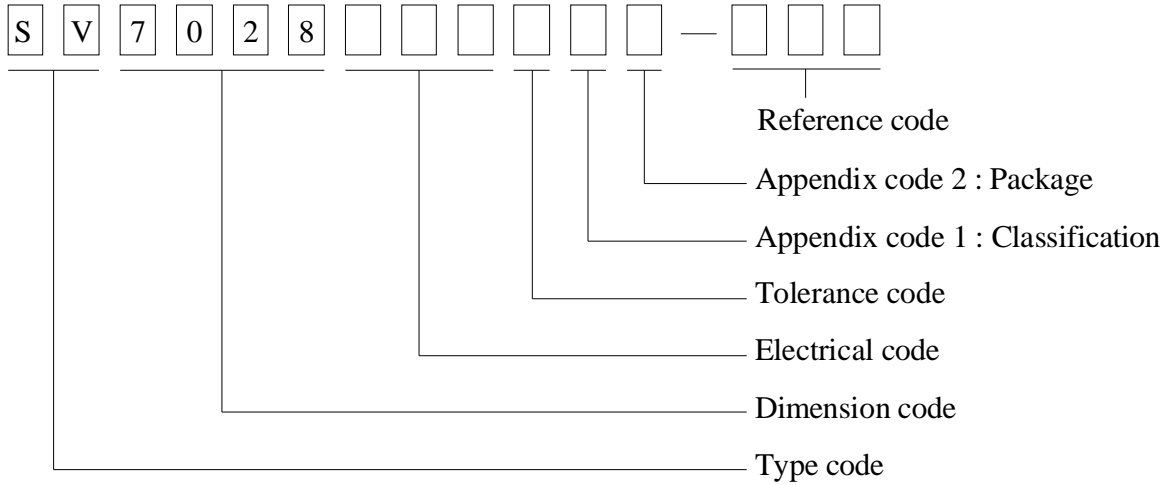 S V 7 0 2 8 —
Reference code
Appendix code 2 : Package
Appendix code 1 : Classification
Tolerance code
Electrical code
Dimension code
Type code